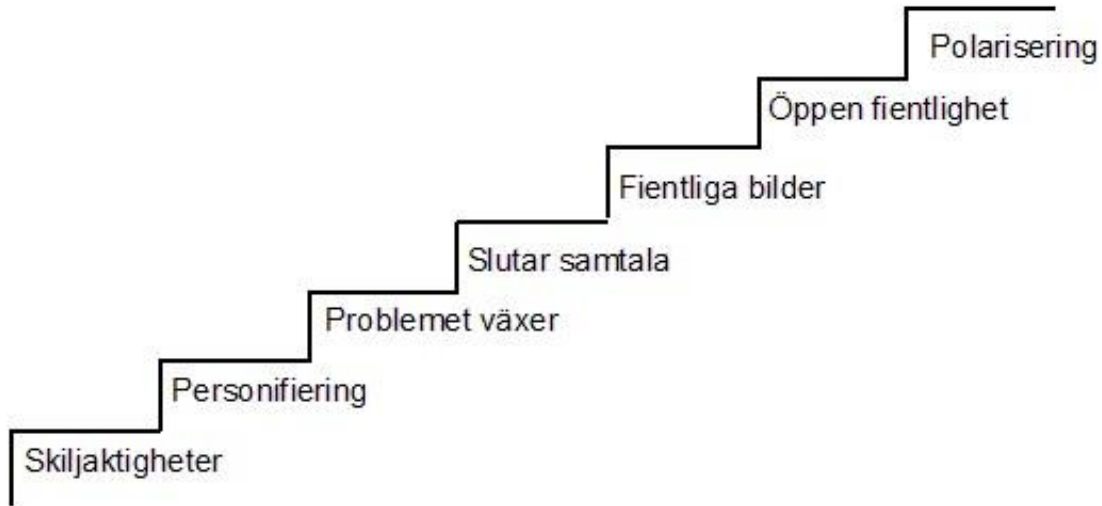 Polarisering
Öppen fientlighet
Fientliga bilder
Slutar samtala
Problemet växer
Personifiering
Skiljaktigheter